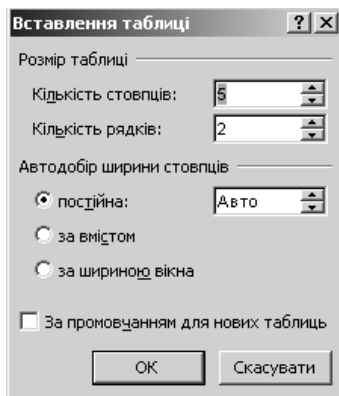 Вставлення таблиці
Розмір таблиці
Кількість стовпців: 5
Кількість рядків: 2
Автодобір ширини стовпців
постійна: Авто
за вмістом
за шириною вікна
За промовчанням для нових таблиць
ОК Скасувати